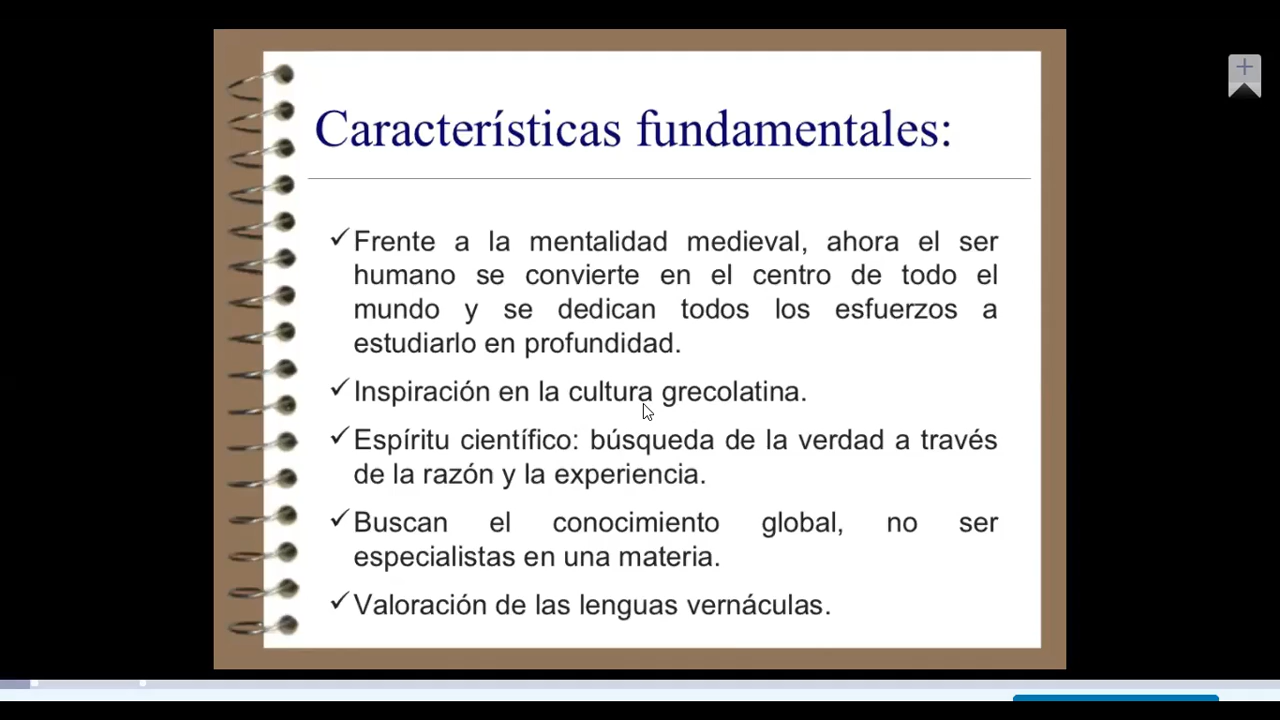 Características fundamentales:
✓Frente a la mentalidad medieval, ahora el ser
humano se convierte en el centro de todo el
mundo y se dedican todos los esfuerzos a
estudiarlo en profundidad.
✓Inspiración en la cultura grecolatina.
✓Espíritu científico: búsqueda de la verdad a través
de la razón y la experiencia.
✓Buscan el conocimiento global, no ser
especialistas en una materia.
✓Valoración de las lenguas vernáculas.